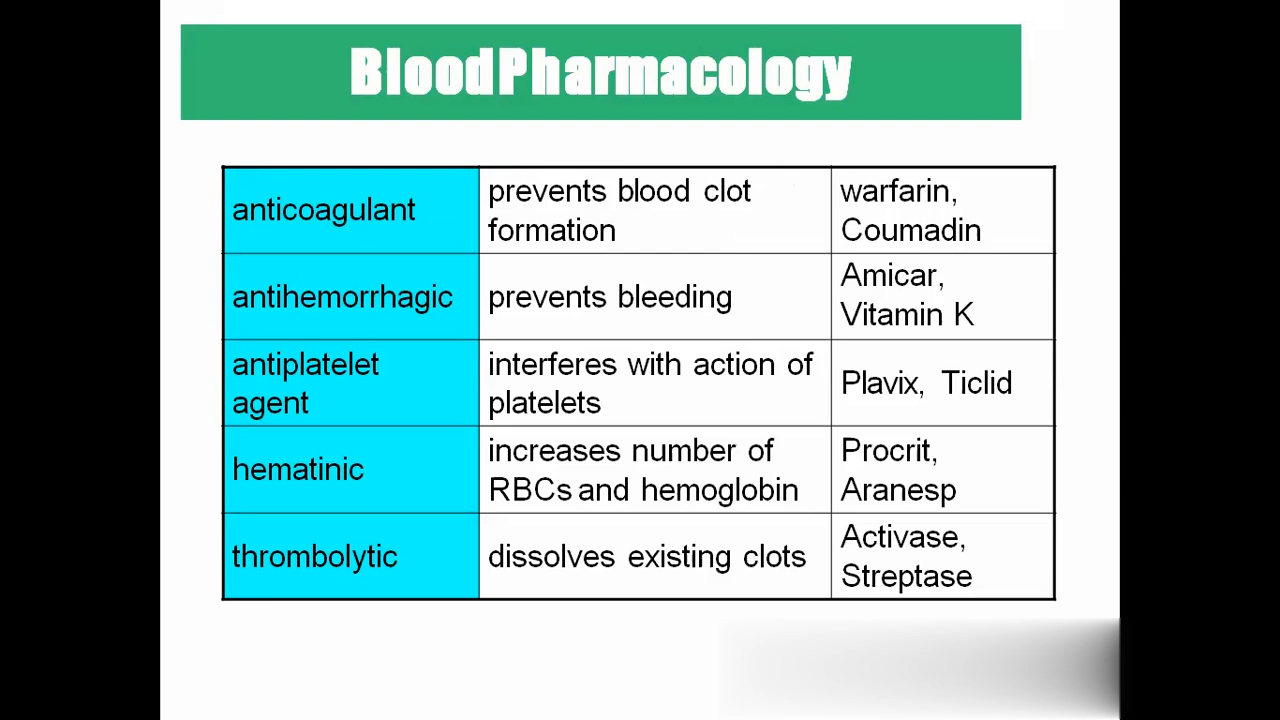 Blood Pharmacology
anticoagulant
prevents blood clot
formation
warfarin,
Coumadin
antihemorrhagic
prevents bleeding
Amicar,
Vitamin K
antiplatelet
agent
interferes with action of
platelets
Plavix, Ticlid
hematinic
increases number of
RBCs and hemoglobin
Procrit,
Aranesp
thrombolytic
dissolves existing clots
Activase,
Streptase